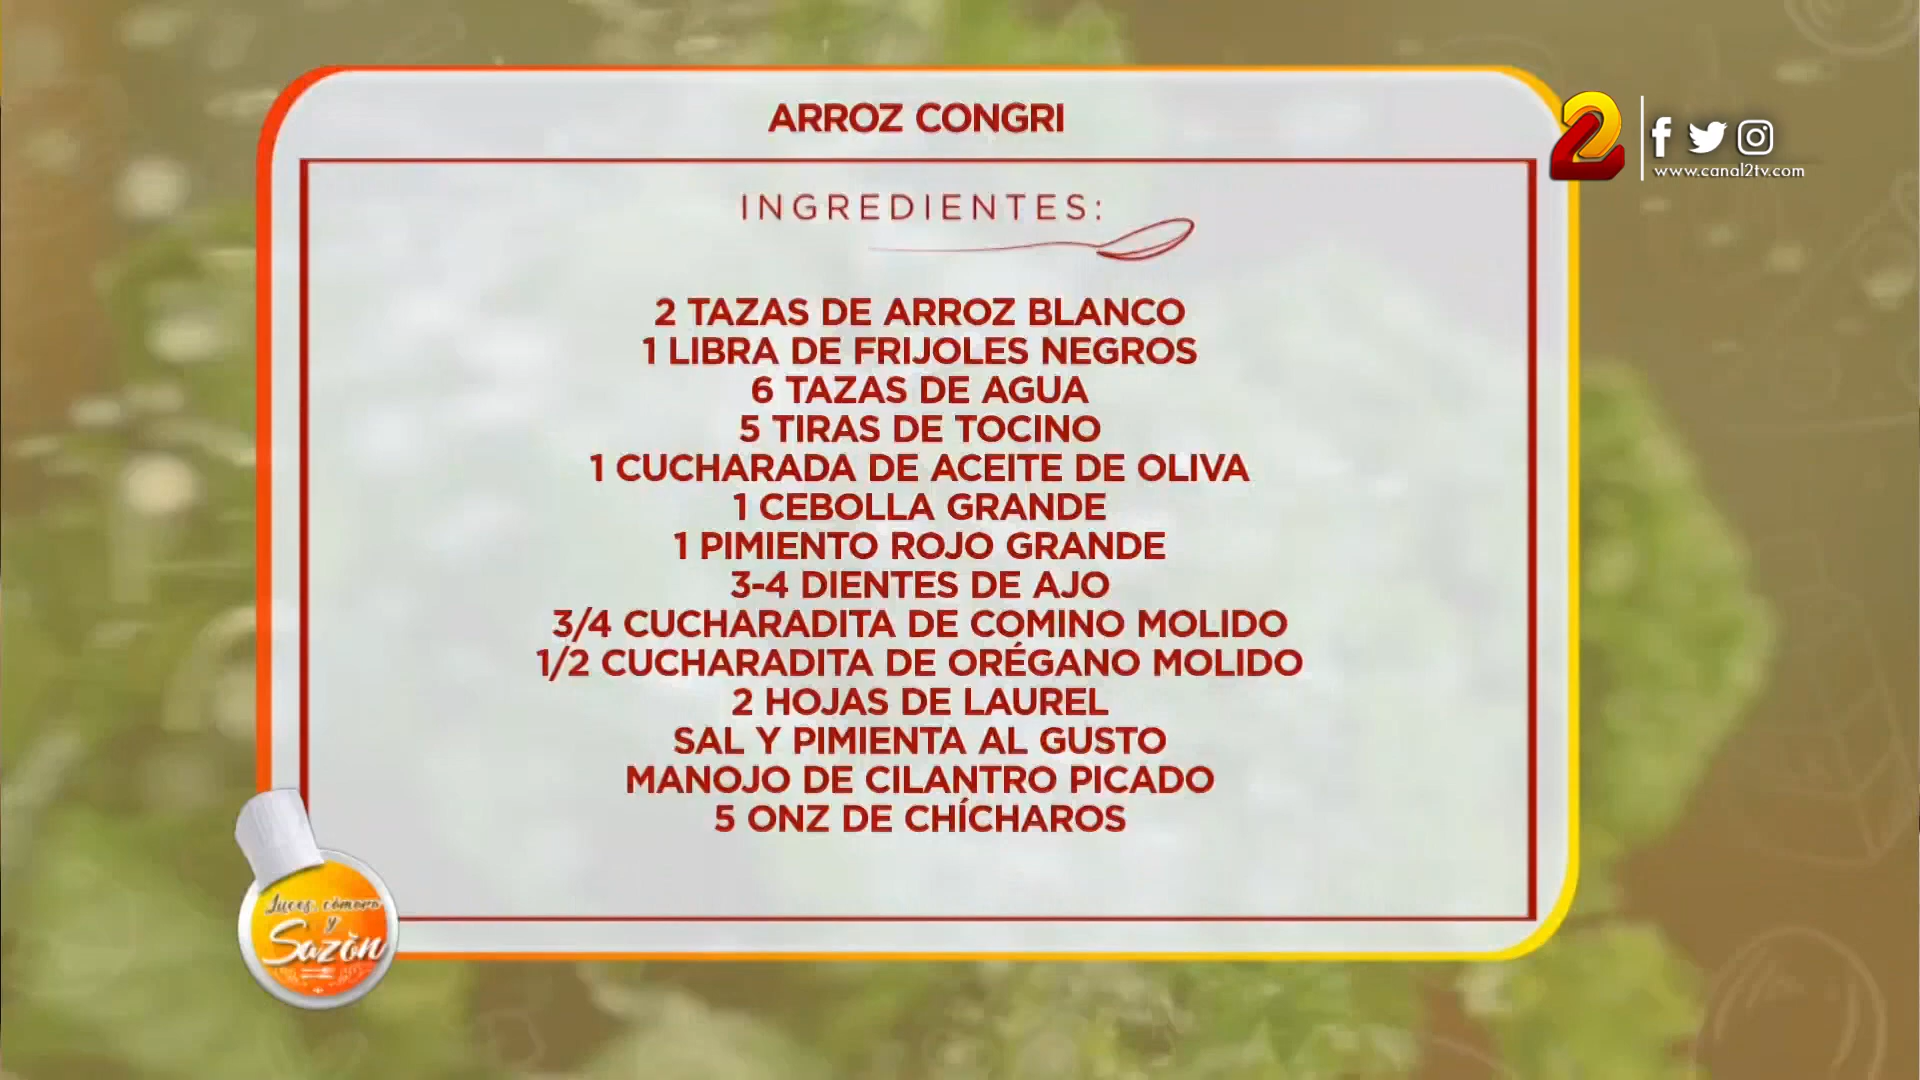 ARROZ CONGRI
INGREDIENTES:
2 TAZAS DE ARROZ BLANCO
1 LIBRA DE FRIJOLES NEGROS
6 TAZAS DE AGUA
5 TIRAS DE TOCINO
1 CUCHARADA DE ACEITE DE OLIVA
1 CEBOLLA GRANDE
1 PIMIENTO ROJO GRANDE
3-4 DIENTES DE AJO
3/4 CUCHARADITA DE COMINO MOLIDO
1/2 CUCHARADITA DE ORÉGANO MOLIDO
2 HOJAS DE LAUREL
SAL Y PIMIENTA AL GUSTO
MANOJO DE CILANTRO PICADO
5 ONZ DE CHÍCHAROS
2
www.canal2tv.com
Luces, cámara
y
Sazòn